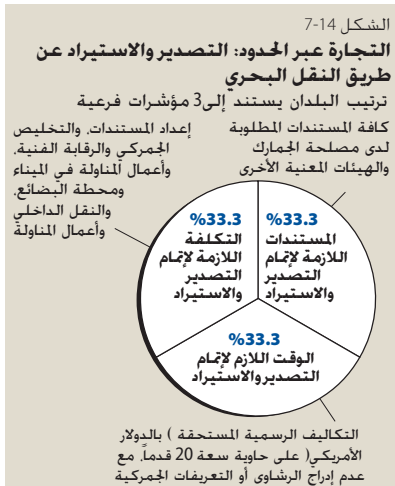 الشكل 14-7
التجارة عبر الحدود: التصدير والاستيراد عن
طريق النقل البحري
ترتيب البلدان يستند إلى3 مؤشرات فرعية
كافة المستندات المطلوبة
لدى مصلحة الجمارك
والهيئات المعنية الأخرى
إعداد المستندات، والتخليص
الجمركي والرقابة الفنية،
وأعمال المناولة في الميناء
ومحطة البضائع،
والنقل الداخلي
وأعمال المناولة
%33.3
المستندات
اللازمة لإتمام
التصدير
والاستيراد
%33.3
التكلفة
اللازمة لإتمام
التصدير
والاستيراد
%33.3
الوقت اللازم لإتمام
التصدير والاستيراد
التكاليف الرسمية المستحقة ) بالدولار
الأمريكي( على حاوية سعة 20 قدماً، مع
عدم إدراج الرشاوى أو التعريفات الجمركية